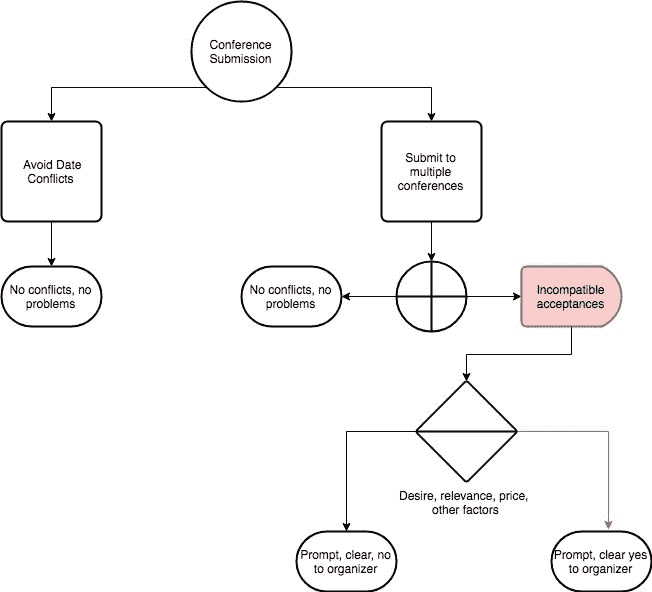 Conference
Submission
Avoid Date
Conflicts
Submit to
multiple
conferences
No conflicts, no
problems
No conflicts, no
problems
Incompatible
acceptances
Desire, relevance, price,
other factors
Prompt, clear, no
to organizer
Prompt, clear yes
to organizer